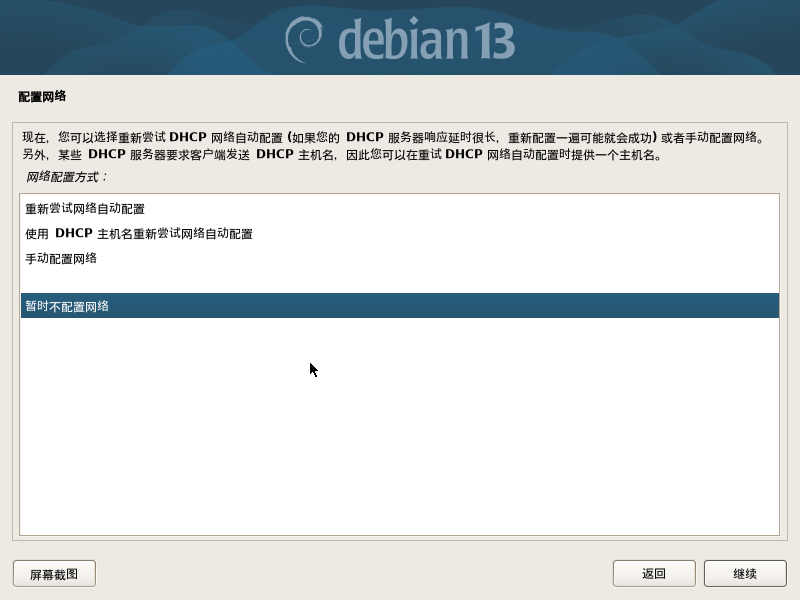 debian 13
配置网络
现在，您可以选择重新尝试 DHCP 网络自动配置 (如果您的 DHCP 服务器响应延时很长，重新配置一遍可能就会成功) 或者手动配置网络。
另外，某些 DHCP 服务器要求客户端发送 DHCP 主机名，因此您可以在重试 DHCP 网络自动配置时提供一个主机名。
网络配置方式：
重新尝试网络自动配置
使用 DHCP 主机名重新尝试网络自动配置
手动配置网络
暂时不配置网络
屏幕截图
返回
继续